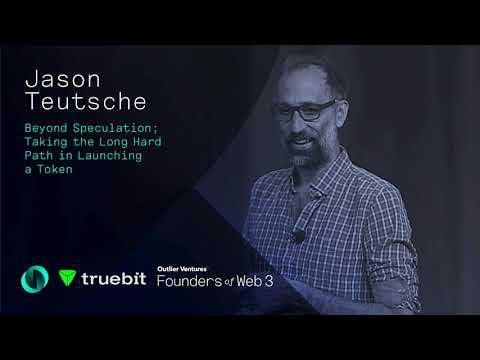 Jason
Teutsche
Beyond Speculation;
Taking the Long Hard
Path in Launching
a Token
truebit
Outlier Ventures
Founders of Web 3